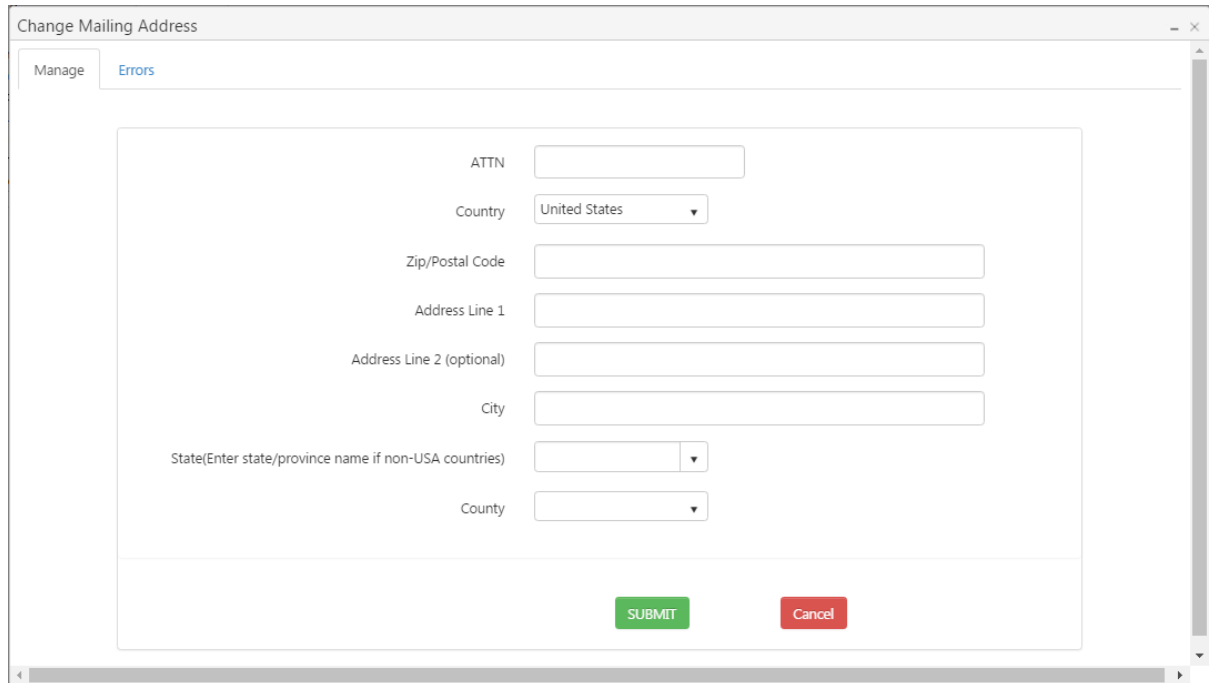 Change Mailing Address
Manage Errors
ATTN
Country United States
Zip/Postal Code
Address Line 1
Address Line 2 (optional)
City
State(Enter state/province name if non-USA countries)
County
SUBMIT Cancel